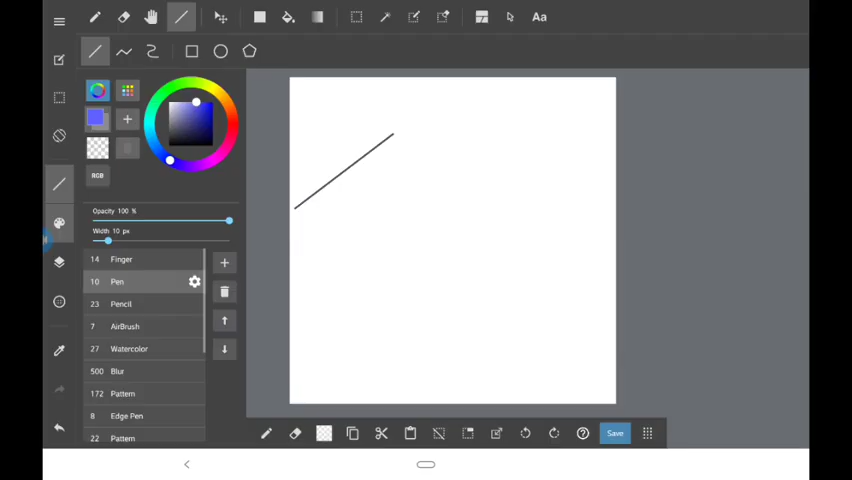 Aa
RGB
Opacity 100 %
Width 10 px
14 Finger
10 Pen
23 Pencil
7 AirBrush
27 Watercolor
500 Blur
172 Pattern
8 Edge Pen
22 Pattern
Save